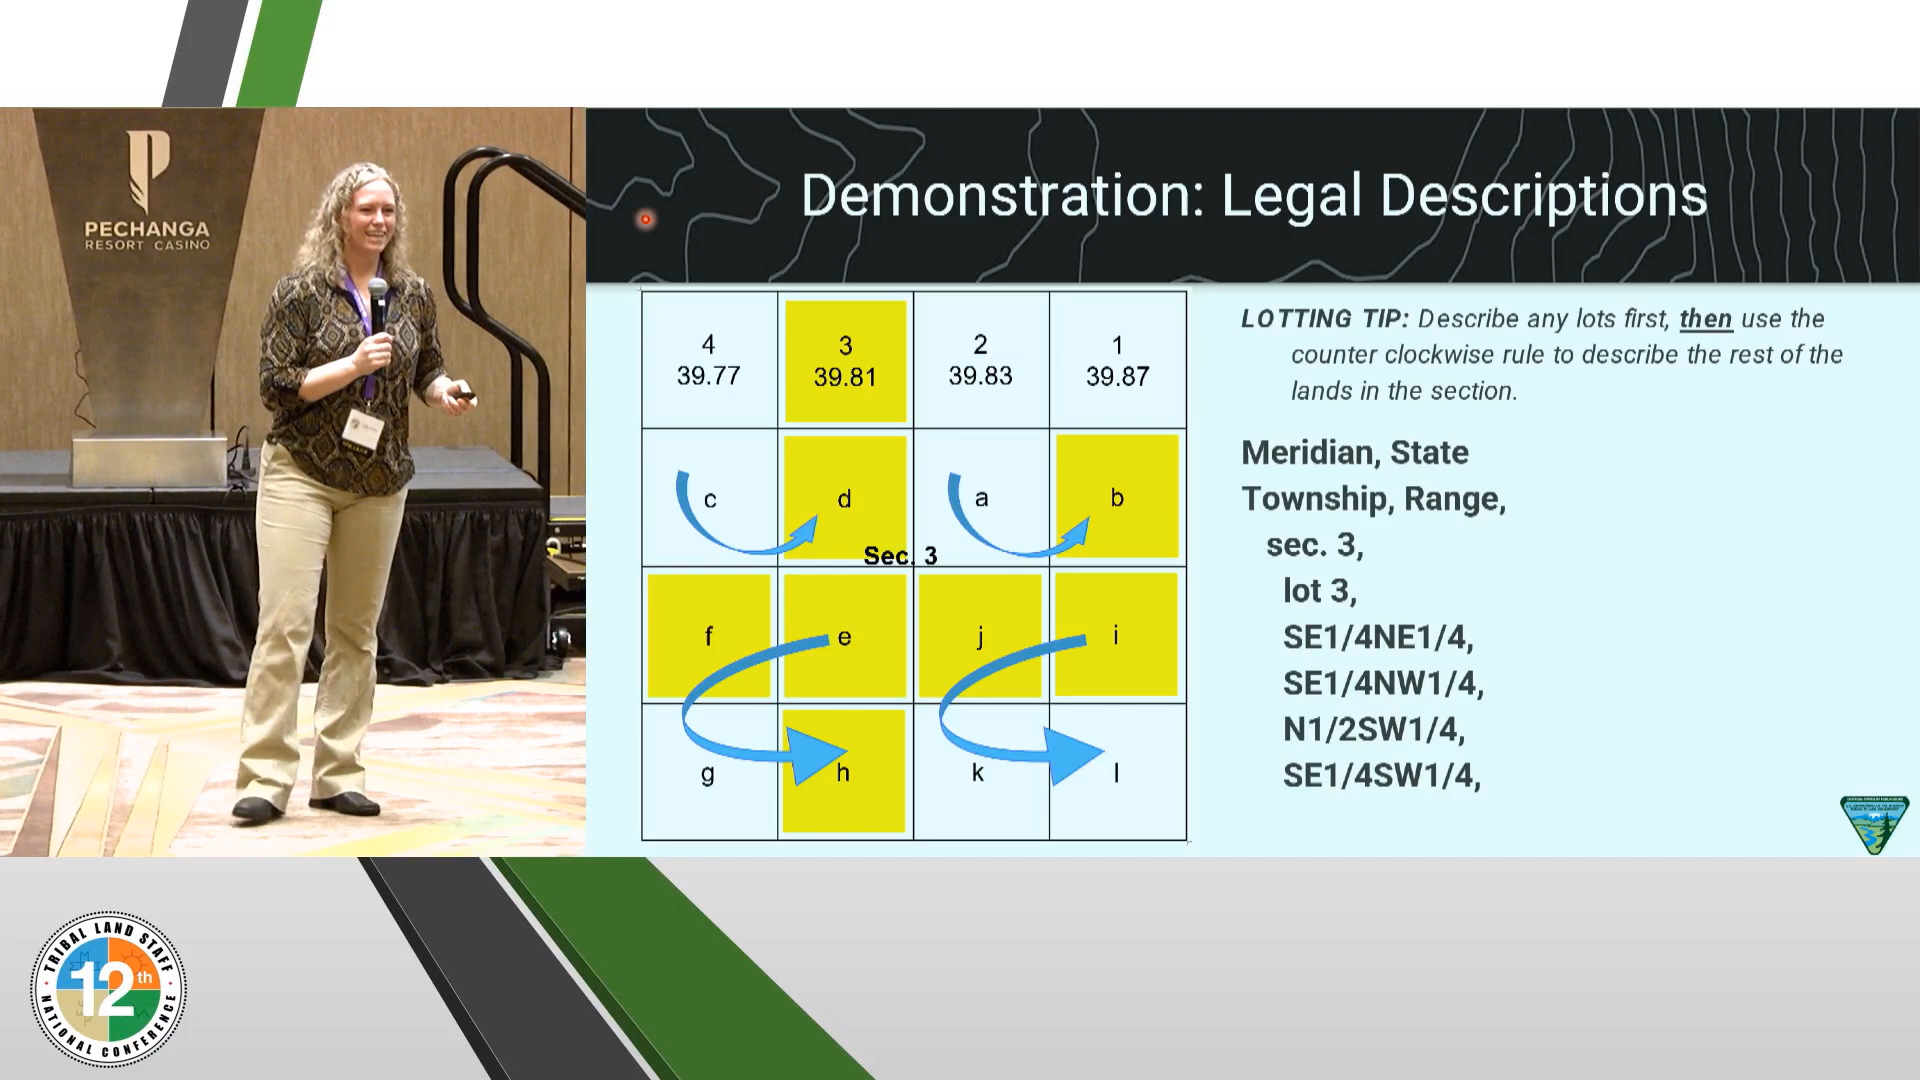 PECHANGA
RESORT CASINO
Demonstration: Legal Descriptions
4
39.77
3
39.81
2
39.83
1
39.87
c
d
a
b
Sec. 3
f
e
j
i
g
h
k
l
LOTTING TIP: Describe any lots first, then use the
counter clockwise rule to describe the rest of the
lands in the section.
Meridian, State
Township, Range,
sec. 3,
lot 3,
SE1/4NE1/4,
SE1/4NW1/4,
N1/2SW1/4,
SE1/4SW1/4,
TRIBAL LAND STAFF
12th
NATIONAL CONFERENCE